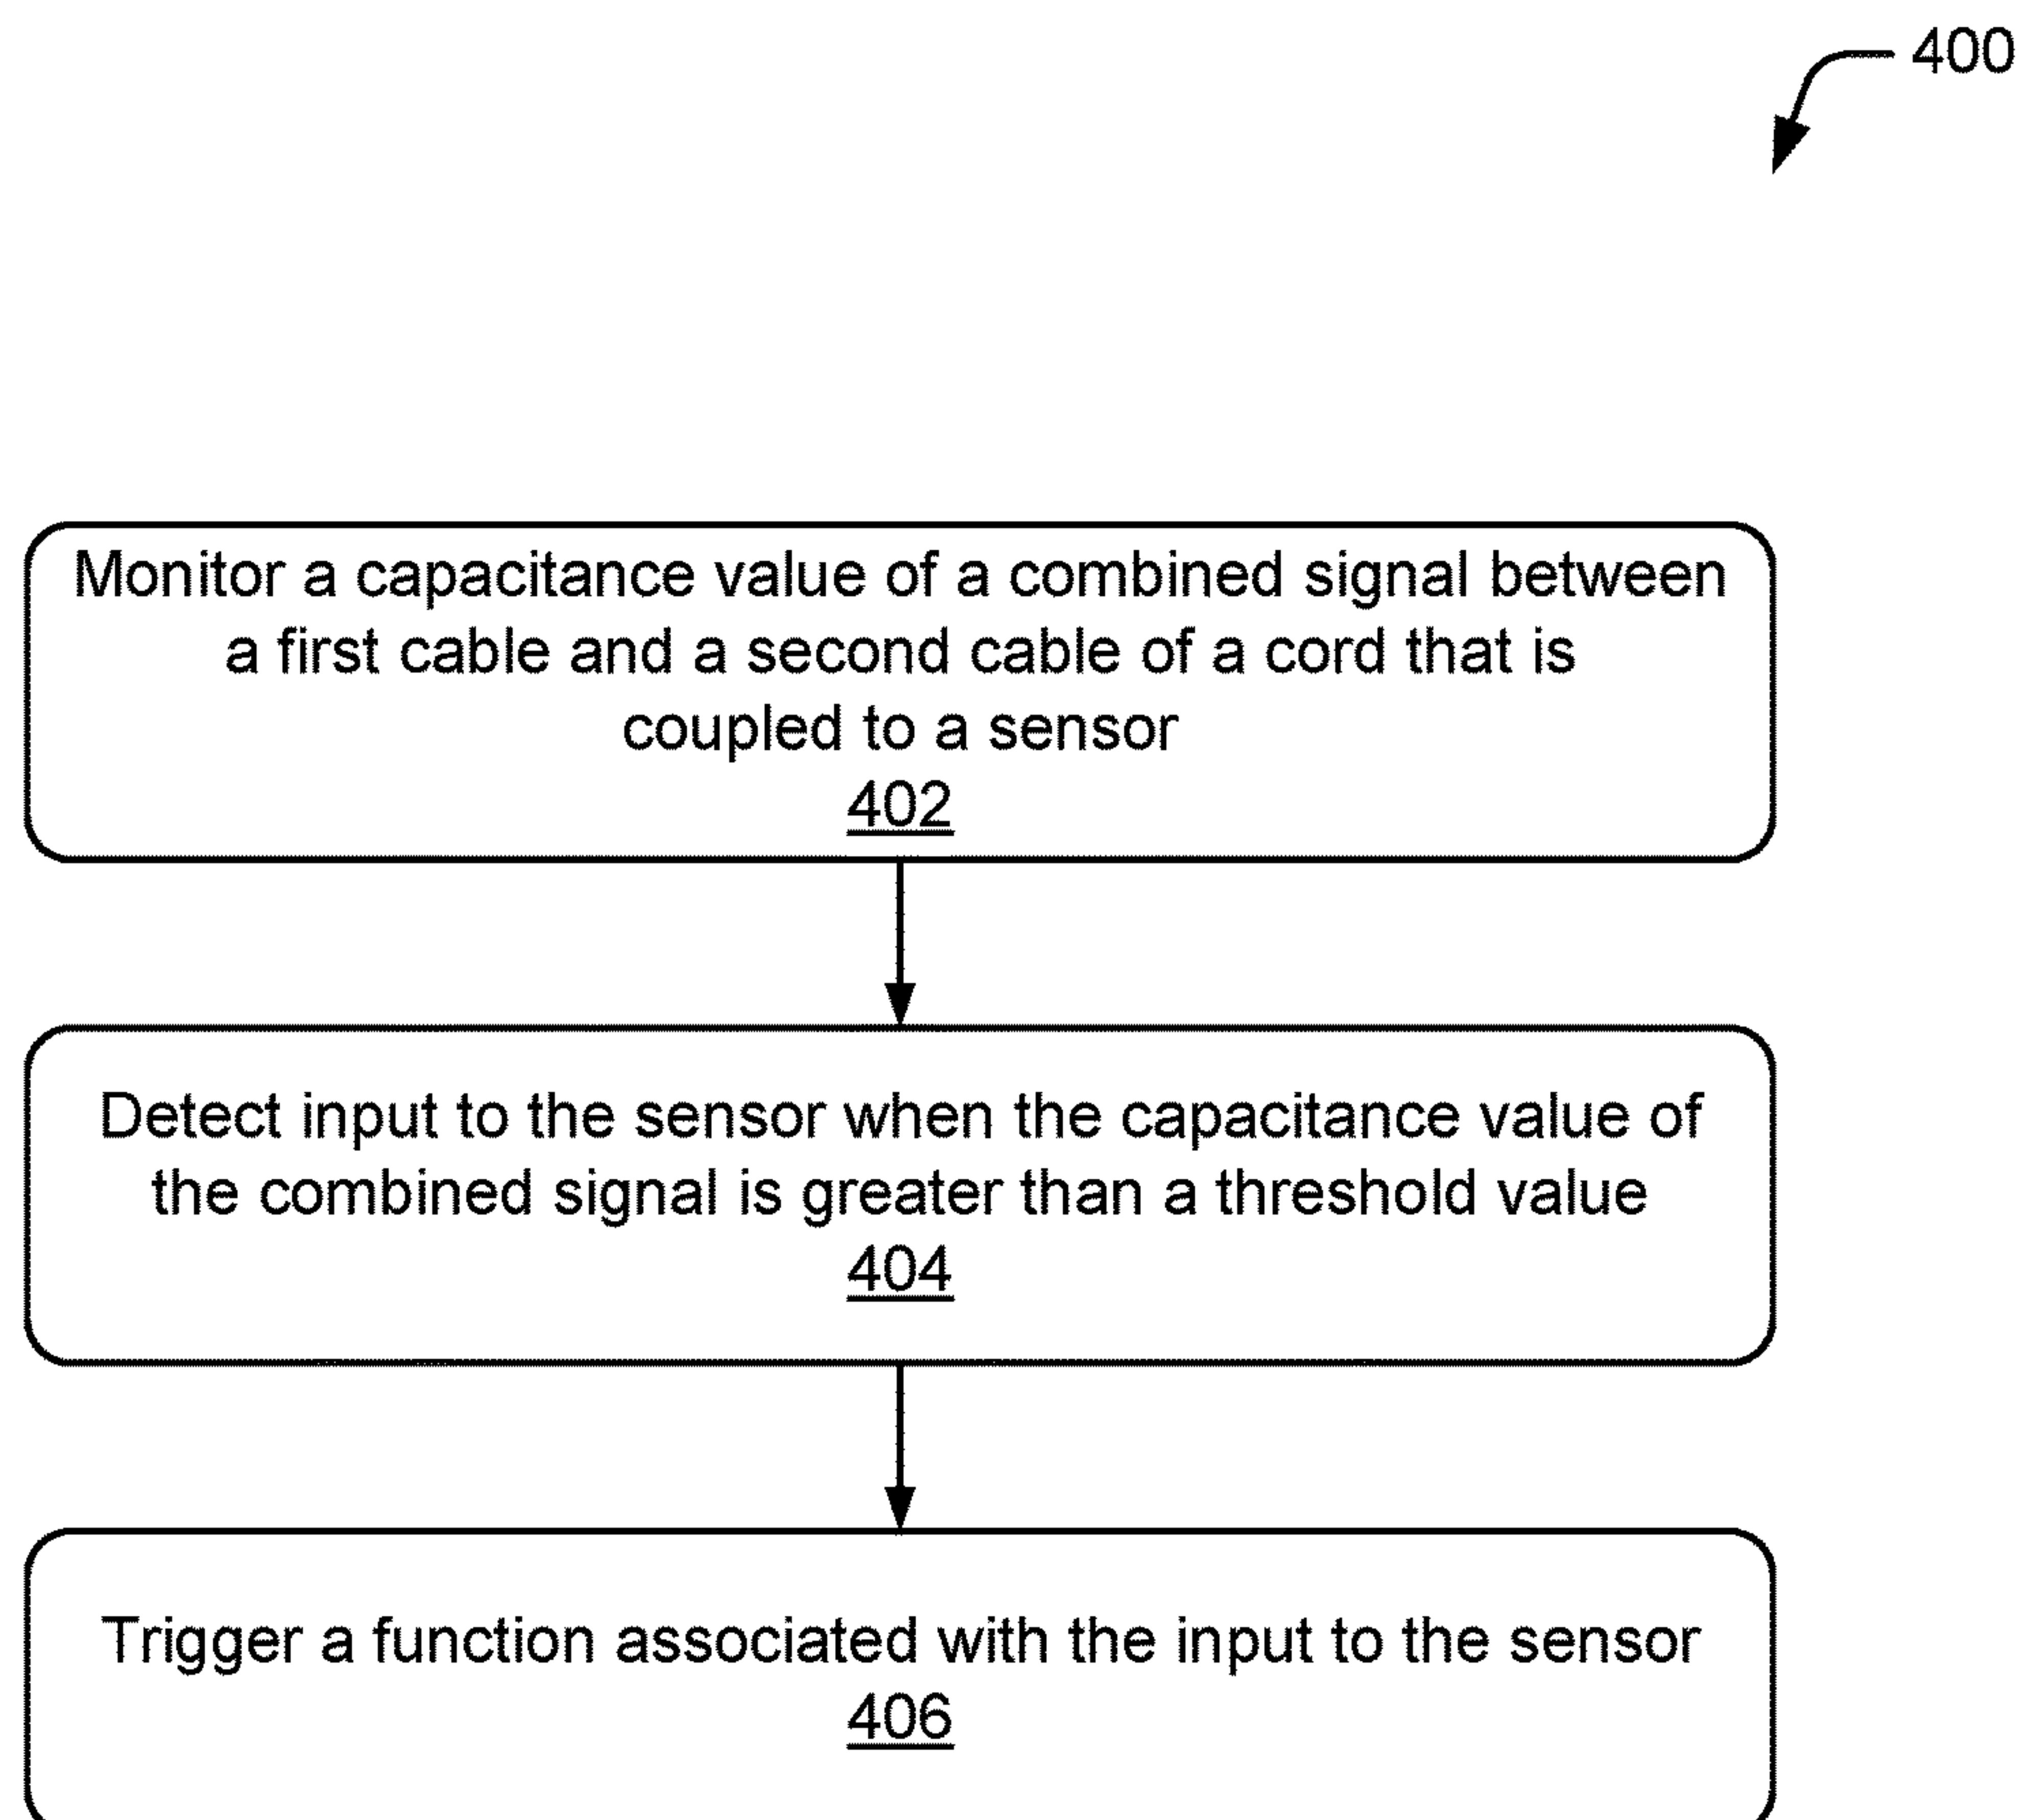 400
Monitor a capacitance value of a combined signal between
a first cable and a second cable of a cord that is
coupled to a sensor
402
Detect input to the sensor when the capacitance value of
the combined signal is greater than a threshold value
404
Trigger a function associated with the input to the sensor
406